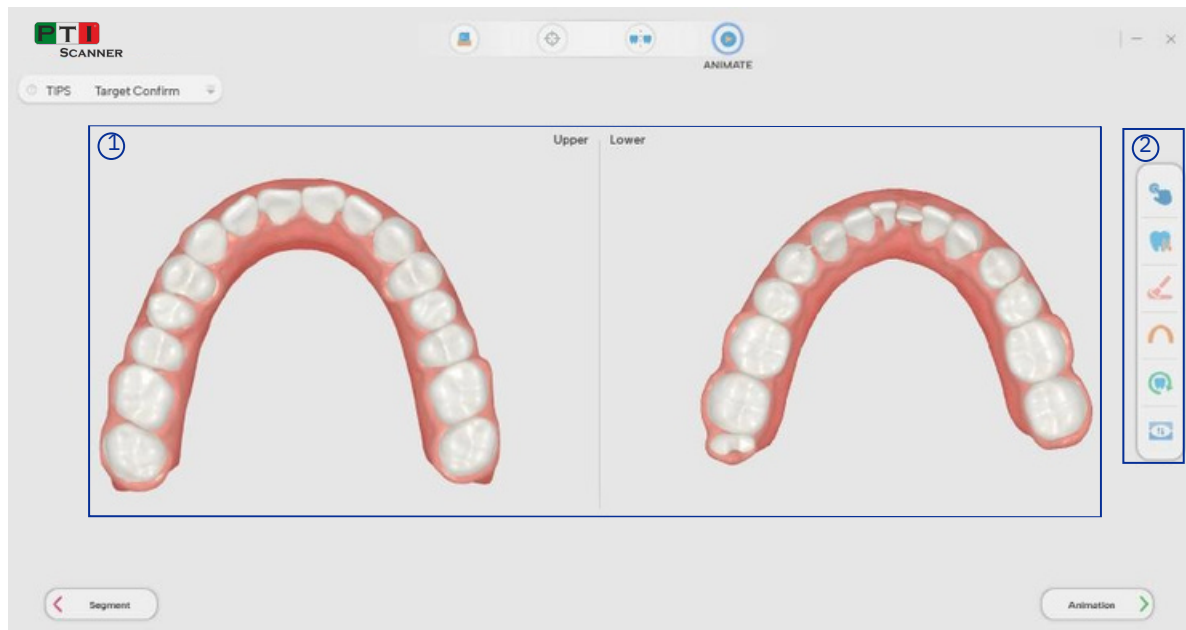 PTI
SCANNER
ANIMATE
TIPS Target Confirm
1
Upper Lower
2
Segment
Animation